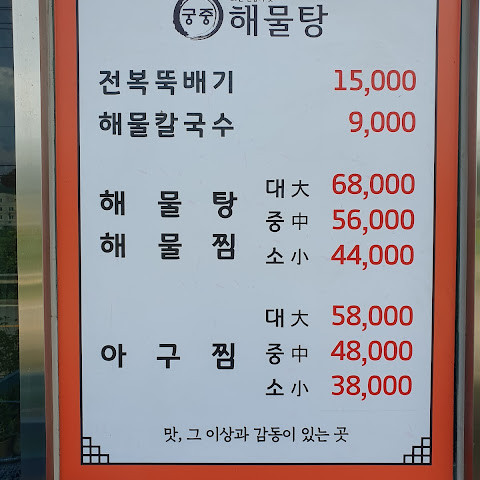 궁중 해물탕
전복뚝배기 15,000
해물칼국수 9,000
해물탕
해물찜
대 大 68,000
중 中 56,000
소 小 44,000
아구찜
대 大 58,000
중 中 48,000
소 小 38,000
맛, 그 이상과 감동이 있는 곳